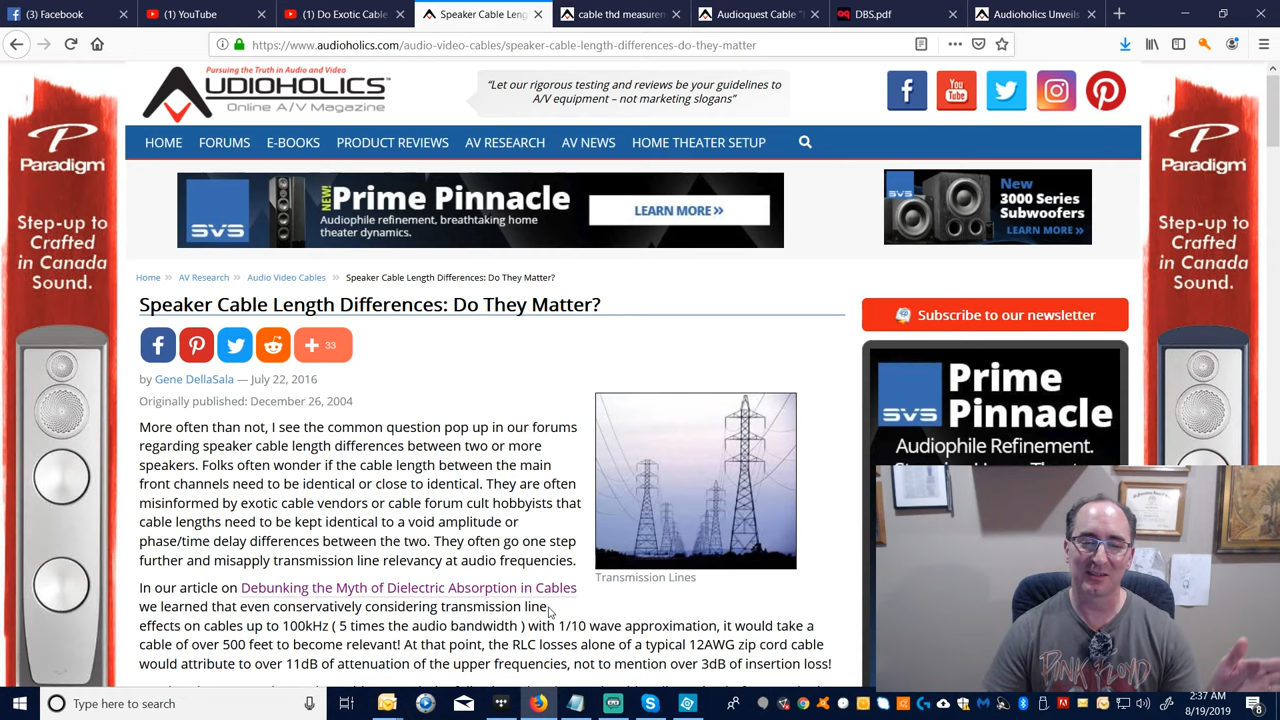 (3) Facebook
(1) YouTube
(1) Do Exotic Cable
Speaker Cable Leng
cable thd measurem
Audioquest Cable "
DBS.pdf
Audioholics Unveils
https://www.audioholics.com/audio-video-cables/speaker-cable-length-differences-do-they-matter
Pursuing the Truth in Audio and Video
AUDIOHOLICS
Online A/V Magazine
“Let our rigorous testing and reviews be your guidelines to
A/V equipment – not marketing slogans”
You
Tube
HOME
FORUMS
E-BOOKS
PRODUCT REVIEWS
AV RESEARCH
AV NEWS
HOME THEATER SETUP
Paradigm
Step-up to
Crafted
in Canada
Sound.
SVS
NEW!
Prime Pinnacle
Audiophile refinement, breathtaking home
theater dynamics.
LEARN MORE »
SVS
New
3000 Series
Subwoofers
LEARN MORE »
Paradigm
Step-up to
Crafted
in Canada
Sound.
Home » AV Research » Audio Video Cables » Speaker Cable Length Differences: Do They Matter?
Speaker Cable Length Differences: Do They Matter?
33
by Gene DellaSala — July 22, 2016
Originally published: December 26, 2004
More often than not, I see the common question pop up in our forums
regarding speaker cable length differences between two or more
speakers. Folks often wonder if the cable length between the main
front channels need to be identical or close to identical. They are often
misinformed by exotic cable vendors or cable forum cult hobbyists that
cable lengths need to be kept identical to a void amplitude or
phase/time delay differences between the two. They often go one step
further and misapply transmission line relevancy at audio frequencies.
Transmission Lines
In our article on Debunking the Myth of Dielectric Absorption in Cables
we learned that even conservatively considering transmission line
effects on cables up to 100kHz ( 5 times the audio bandwidth ) with 1/10 wave approximation, it would take a
cable of over 500 feet to become relevant! At that point, the RLC losses alone of a typical 12AWG zip cord cable
would attribute to over 11dB of attenuation of the upper frequencies, not to mention over 3dB of insertion loss!
Subscribe to our newsletter
SVS
Prime
Pinnacle
Audiophile Refinement.
PINK FLOYD
Type here to search
2:37 AM
8/19/2019
8